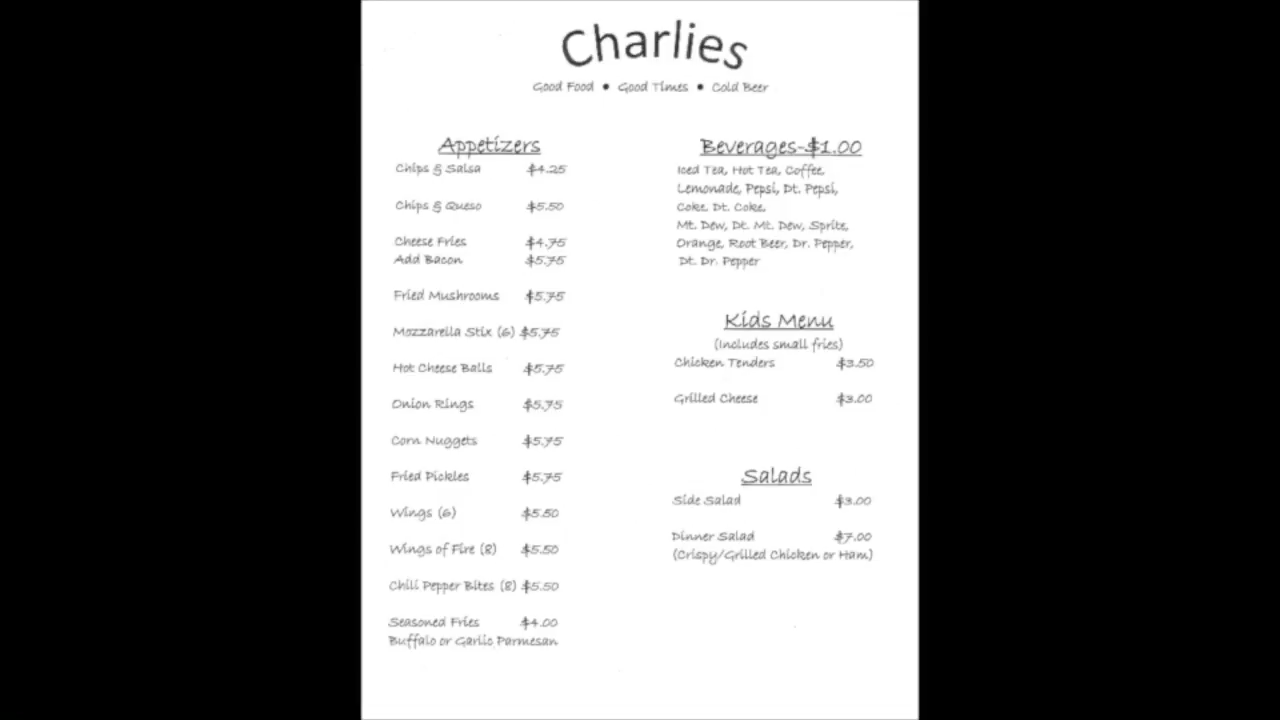 Charlies
Good Food • Good Times • Cold Beer
Appetizers
Chips & Salsa $4.25
Chips & Queso $5.50
Cheese Fries $4.75
Add Bacon $5.75
Fried Mushrooms $5.75
Mozzarella Stix (6) $5.75
Hot Cheese Balls $5.75
Onion Rings $5.75
Corn Nuggets $5.75
Fried Pickles $5.75
Wings (6) $5.50
Wings of Fire (8) $5.50
Chili Pepper Bites (8) $5.50
Seasoned Fries $4.00
Buffalo or Garlic Parmesan
Beverages-$1.00
Iced Tea, Hot Tea, Coffee,
Lemonade, Pepsi, Dt. Pepsi,
Coke, Dt. Coke,
Mt. Dew, Dt. Mt. Dew, Sprite,
Orange, Root Beer, Dr. Pepper,
Dt. Dr. Pepper
Kids Menu
(Includes small fries)
Chicken Tenders $3.50
Grilled Cheese $3.00
Salads
Side Salad $3.00
Dinner Salad $7.00
(Crispy/Grilled Chicken or Ham)